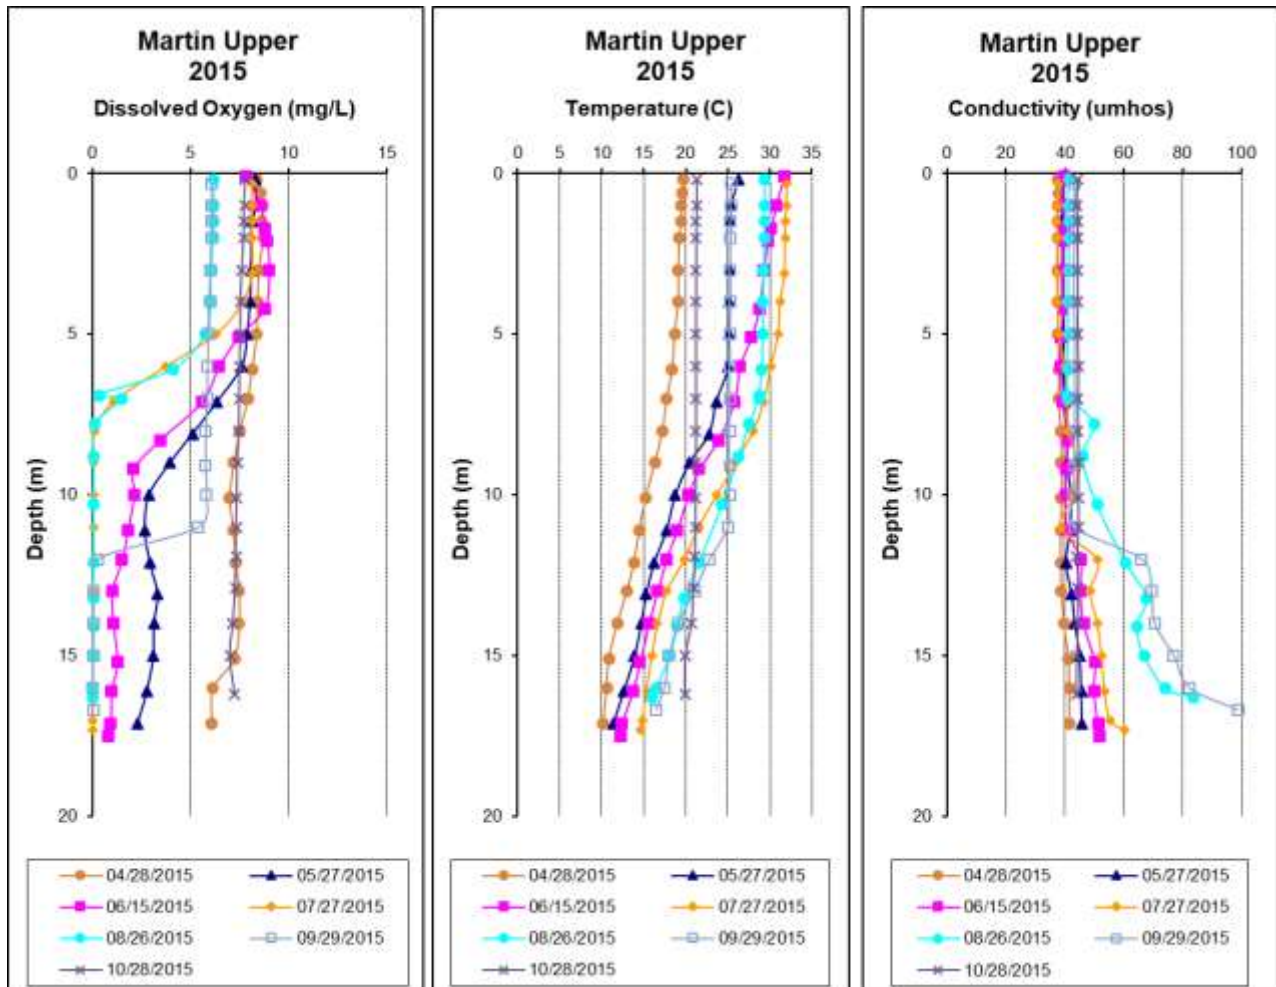 Martin Upper
2015
Dissolved Oxygen (mg/L)
0 5 10 15
0
5
10
15
20
Depth (m)
04/28/2015 05/27/2015
06/15/2015 07/27/2015
08/26/2015 09/29/2015
10/28/2015
Martin Upper
2015
Temperature (C)
0 5 10 15 20 25 30 35
0
5
10
15
20
Depth (m)
04/28/2015 05/27/2015
06/15/2015 07/27/2015
08/26/2015 09/29/2015
10/28/2015
Martin Upper
2015
Conductivity (umhos)
0 20 40 60 80 100
0
5
10
15
20
Depth (m)
04/28/2015 05/27/2015
06/15/2015 07/27/2015
08/26/2015 09/29/2015
10/28/2015